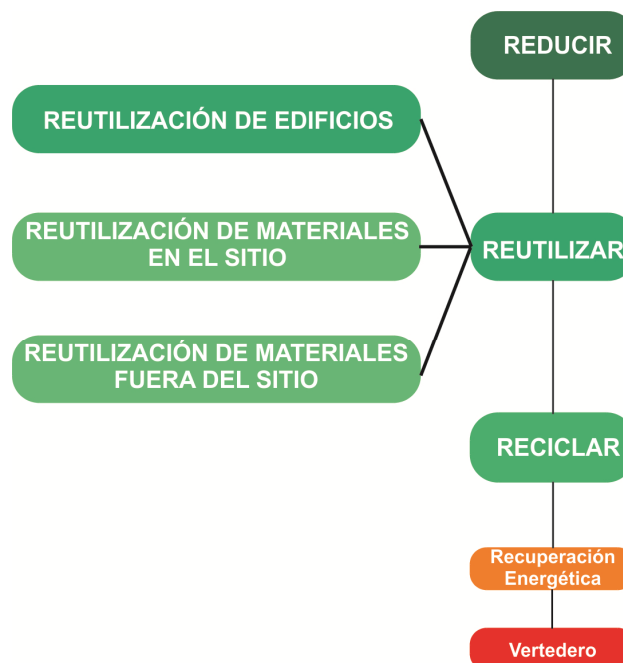 REDUCIR
REUTILIZACIÓN DE EDIFICIOS
REUTILIZACIÓN DE MATERIALES
EN EL SITIO
REUTILIZAR
REUTILIZACIÓN DE MATERIALES
FUERA DEL SITIO
RECICLAR
Recuperación
Energética
Vertedero